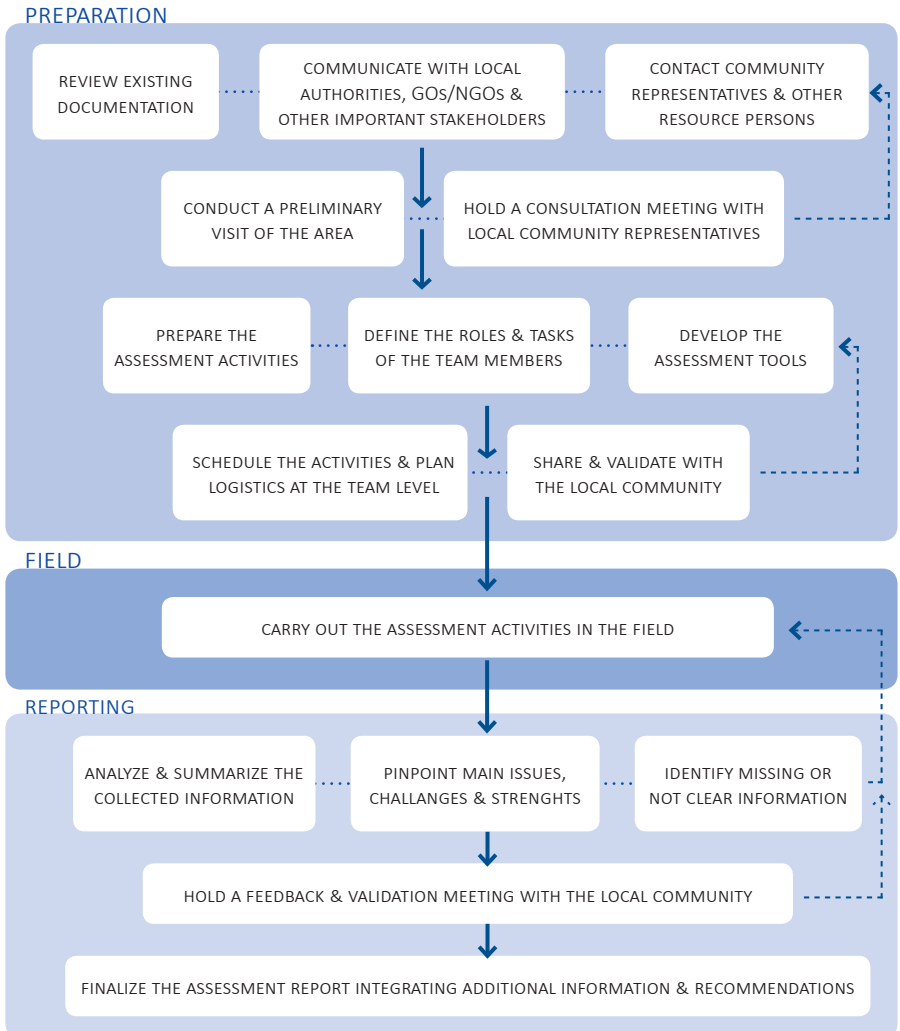 PREPARATION
REVIEW EXISTING
DOCUMENTATION
COMMUNICATE WITH LOCAL
AUTHORITIES, GOs/NGOs &
OTHER IMPORTANT STAKEHOLDERS
CONTACT COMMUNITY
REPRESENTATIVES & OTHER
RESOURCE PERSONS
CONDUCT A PRELIMINARY
VISIT OF THE AREA
HOLD A CONSULTATION MEETING WITH
LOCAL COMMUNITY REPRESENTATIVES
PREPARE THE
ASSESSMENT ACTIVITIES
DEFINE THE ROLES & TASKS
OF THE TEAM MEMBERS
DEVELOP THE
ASSESSMENT TOOLS
SCHEDULE THE ACTIVITIES & PLAN
LOGISTICS AT THE TEAM LEVEL
SHARE & VALIDATE WITH
THE LOCAL COMMUNITY
FIELD
CARRY OUT THE ASSESSMENT ACTIVITIES IN THE FIELD
REPORTING
ANALYZE & SUMMARIZE THE
COLLECTED INFORMATION
PINPOINT MAIN ISSUES,
CHALLANGES & STRENGHTS
IDENTIFY MISSING OR
NOT CLEAR INFORMATION
HOLD A FEEDBACK & VALIDATION MEETING WITH THE LOCAL COMMUNITY
FINALIZE THE ASSESSMENT REPORT INTEGRATING ADDITIONAL INFORMATION & RECOMMENDATIONS